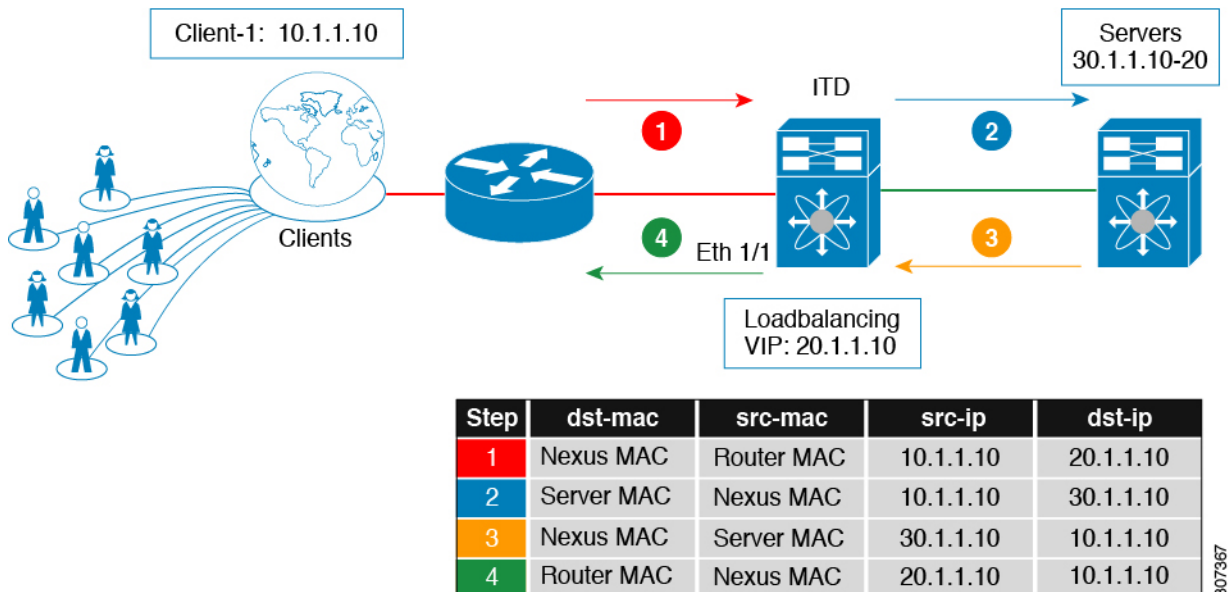 Client-1: 10.1.1.10
Servers
30.1.1.10-20
ITD
1
2
Clients
4
Eth 1/1
3
Loadbalancing
VIP: 20.1.1.10
Step dst-mac src-mac src-ip dst-ip
1 Nexus MAC Router MAC 10.1.1.10 20.1.1.10
2 Server MAC Nexus MAC 10.1.1.10 30.1.1.10
3 Nexus MAC Server MAC 30.1.1.10 10.1.1.10
4 Router MAC Nexus MAC 20.1.1.10 10.1.1.10
307367